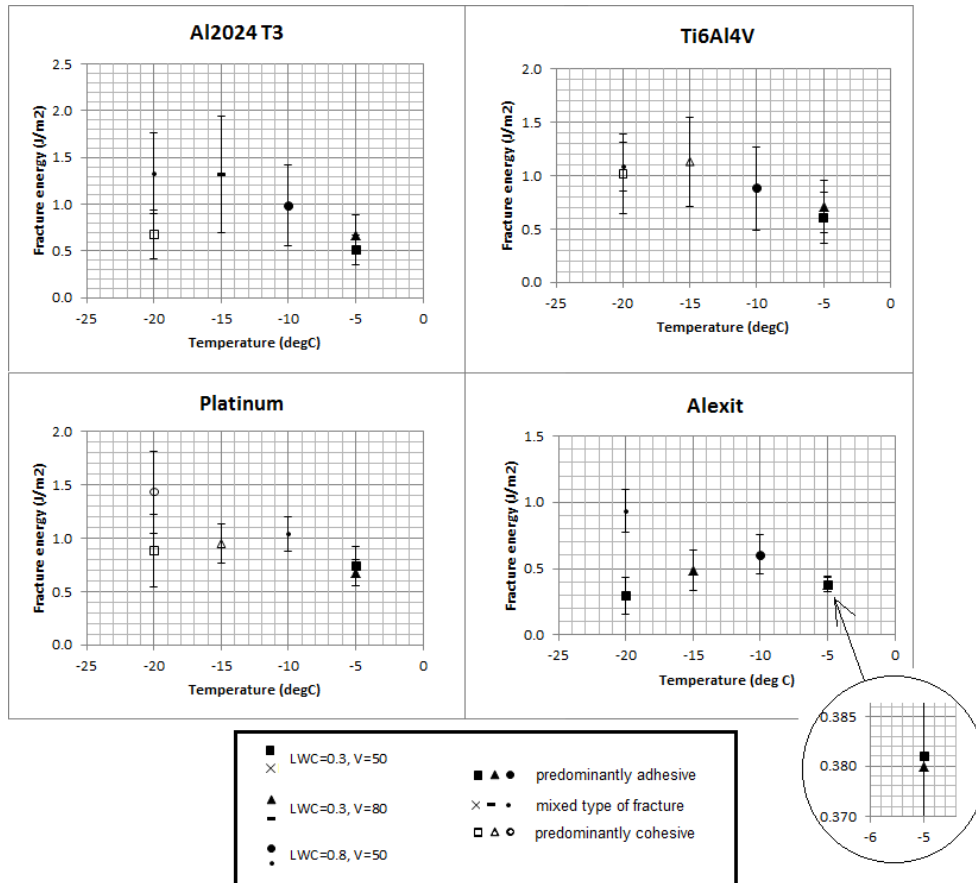 Al2024 T3
Fracture energy (J/m2)
2.5
2.0
1.5
1.0
0.5
0.0
-25 -20 -15 -10 -5 0
Temperature (degC)
Ti6Al4V
Fracture energy (J/m2)
2.0
1.5
1.0
0.5
0.0
-25 -20 -15 -10 -5 0
Temperature (degC)
Platinum
Fracture energy (J/m2)
2.0
1.5
1.0
0.5
0.0
-25 -20 -15 -10 -5 0
Temperature (degC)
Alexit
Fracture energy (J/m2)
1.5
1.0
0.5
0.0
-25 -20 -15 -10 -5 0
Temperature (deg C)
0.385
0.380
0.370
-6 -5
LWC=0.3, V=50
LWC=0.3, V=80
LWC=0.8, V=50
predominantly adhesive
mixed type of fracture
predominantly cohesive